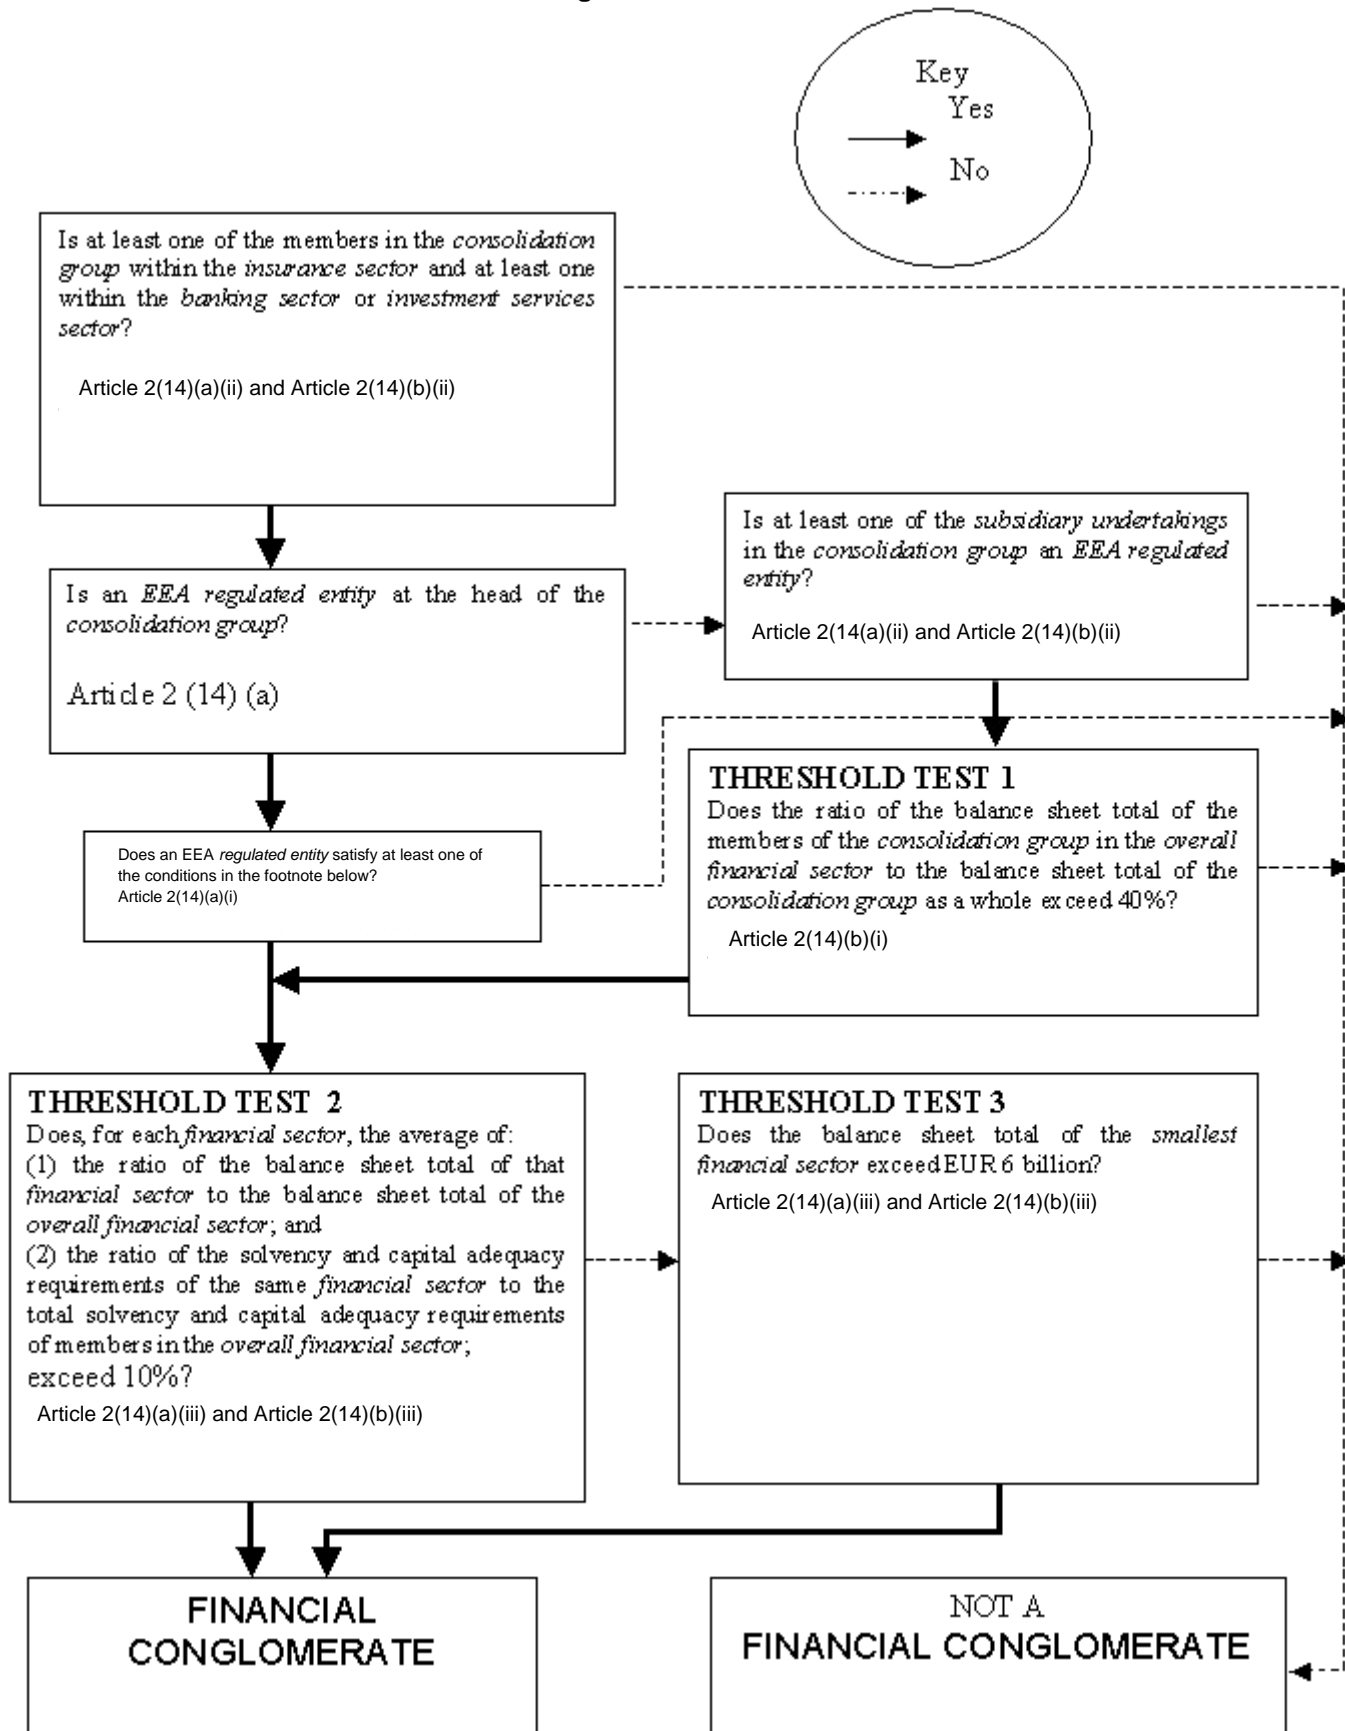 Key
Yes
No
Is at least one of the members in the consolidation
group within the insurance sector and at least one
within the banking sector or investment services
sector?
Article 2(14)(a)(ii) and Article 2(14)(b)(ii)
Is at least one of the subsidiary undertakings
in the consolidation group an EEA regulated
entity?
Article 2(14(a)(ii) and Article 2(14)(b)(ii)
Is an EEA regulated entity at the head of the
consolidation group?
Article 2 (14) (a)
THRESHOLD TEST 1
Does the ratio of the balance sheet total of the
members of the consolidation group in the overall
financial sector to the balance sheet total of the
consolidation group as a whole exceed 40%?
Article 2(14)(b)(i)
Does an EEA regulated entity satisfy at least one of
the conditions in the footnote below?
Article 2(14)(a)(i)
THRESHOLD TEST 2
Does, for each financial sector, the average of:
(1) the ratio of the balance sheet total of that
financial sector to the balance sheet total of the
overall financial sector; and
(2) the ratio of the solvency and capital adequacy
requirements of the same financial sector to the
total solvency and capital adequacy requirements
of members in the overall financial sector;
exceed 10%?
Article 2(14)(a)(iii) and Article 2(14)(b)(iii)
THRESHOLD TEST 3
Does the balance sheet total of the smallest
financial sector exceed EUR 6 billion?
Article 2(14)(a)(iii) and Article 2(14)(b)(iii)
FINANCIAL
CONGLOMERATE
NOT A
FINANCIAL CONGLOMERATE